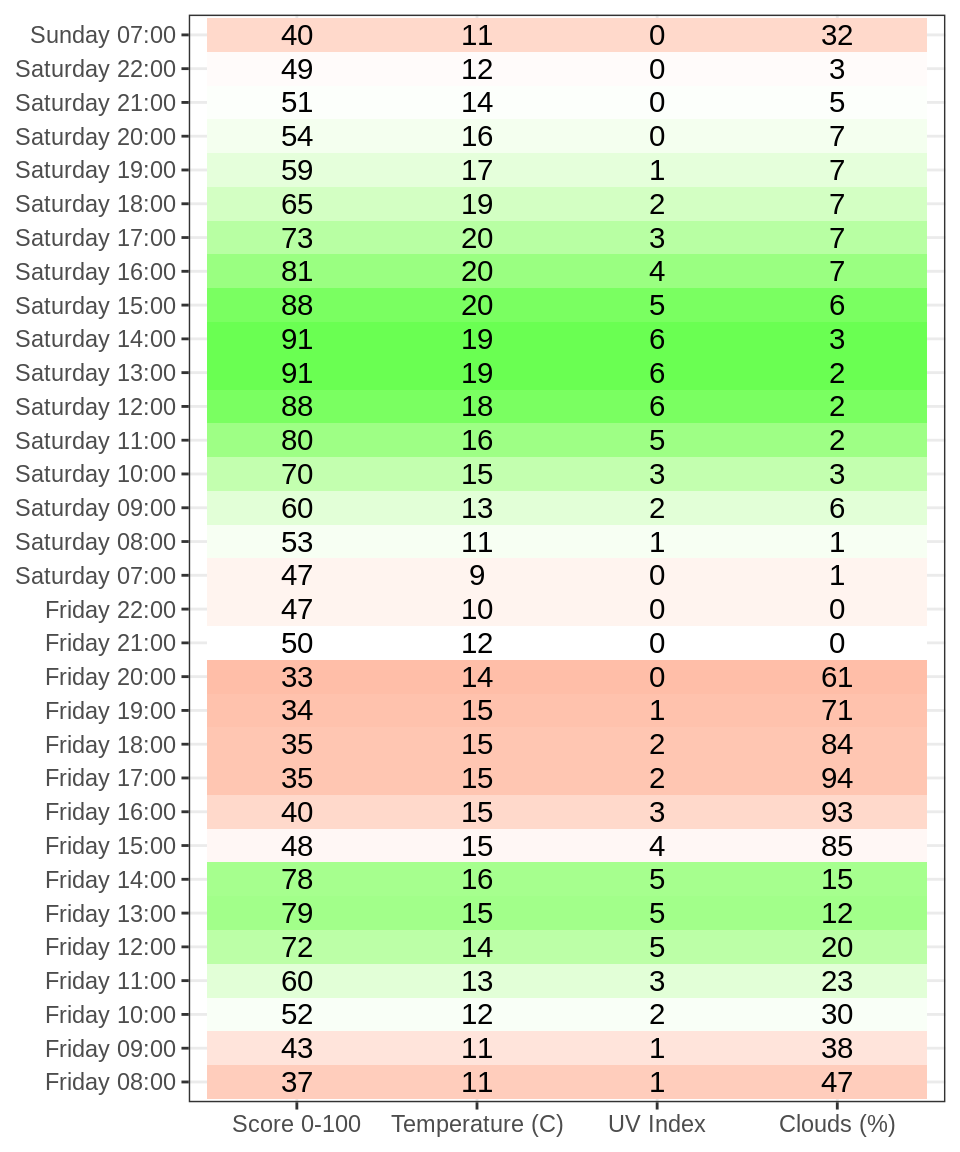 Sunday 07:00 40 11 0 32
Saturday 22:00 49 12 0 3
Saturday 21:00 51 14 0 5
Saturday 20:00 54 16 0 7
Saturday 19:00 59 17 1 7
Saturday 18:00 65 19 2 7
Saturday 17:00 73 20 3 7
Saturday 16:00 81 20 4 7
Saturday 15:00 88 20 5 6
Saturday 14:00 91 19 6 3
Saturday 13:00 91 19 6 2
Saturday 12:00 88 18 6 2
Saturday 11:00 80 16 5 2
Saturday 10:00 70 15 3 3
Saturday 09:00 60 13 2 6
Saturday 08:00 53 11 1 1
Saturday 07:00 47 9 0 1
Friday 22:00 47 10 0 0
Friday 21:00 50 12 0 0
Friday 20:00 33 14 0 61
Friday 19:00 34 15 1 71
Friday 18:00 35 15 2 84
Friday 17:00 35 15 2 94
Friday 16:00 40 15 3 93
Friday 15:00 48 15 4 85
Friday 14:00 78 16 5 15
Friday 13:00 79 15 5 12
Friday 12:00 72 14 5 20
Friday 11:00 60 13 3 23
Friday 10:00 52 12 2 30
Friday 09:00 43 11 1 38
Friday 08:00 37 11 1 47
Score 0-100 Temperature (C) UV Index Clouds (%)